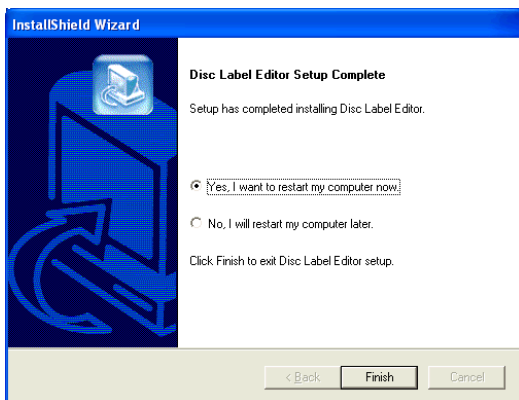 InstallShield Wizard
Disc Label Editor Setup Complete
Setup has completed installing Disc Label Editor.
Yes, I want to restart my computer now.
No, I will restart my computer later.
Click Finish to exit Disc Label Editor setup.
< Back Finish Cancel